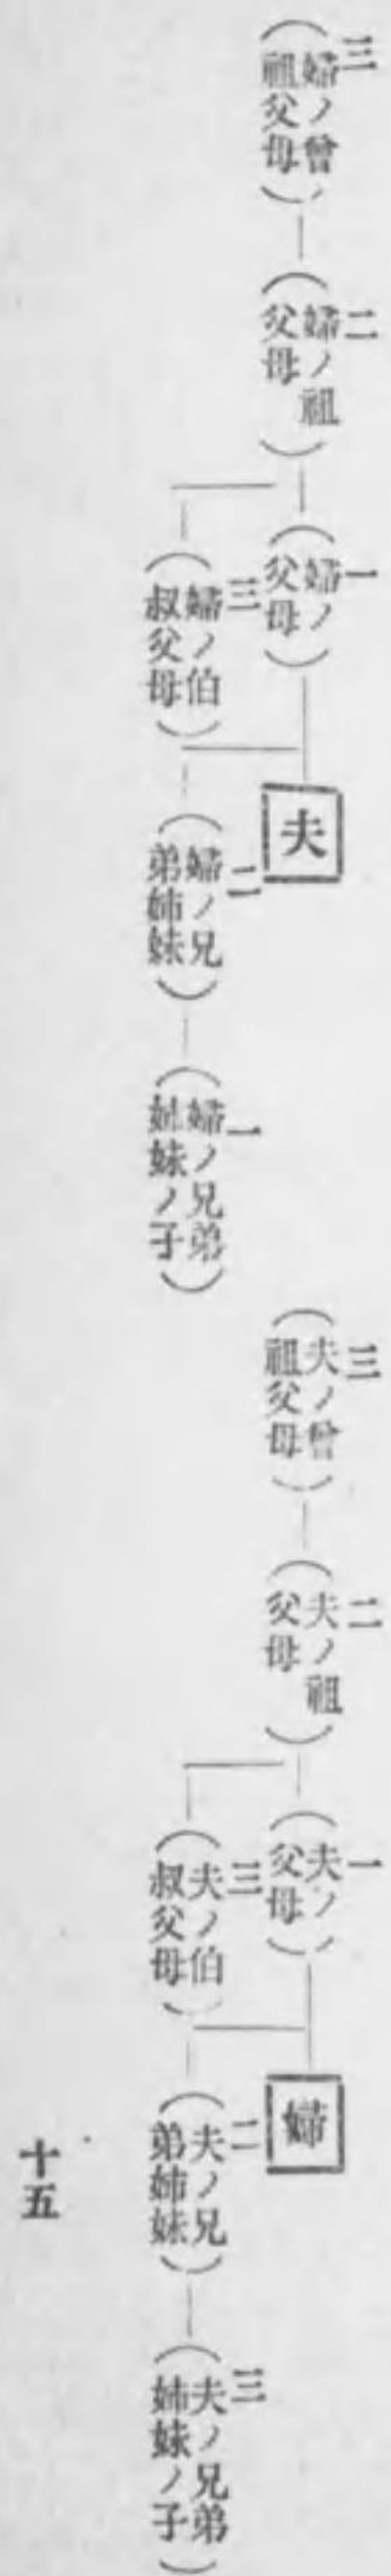 三
(婦ノ曾
祖父母)
二
(婦ノ祖
父母)
一
(婦ノ
父母)
三
(婦ノ伯
叔父母)
夫
二
(婦ノ兄
弟姉妹)
一
(婦ノ兄弟
姉妹ノ子)
三
(夫ノ曾
祖父母)
二
(夫ノ祖
父母)
一
(夫ノ
父母)
三
(夫ノ伯
叔父母)
婦
二
(夫ノ兄
弟姉妹)
三
(夫ノ兄弟
姉妹ノ子)
十五